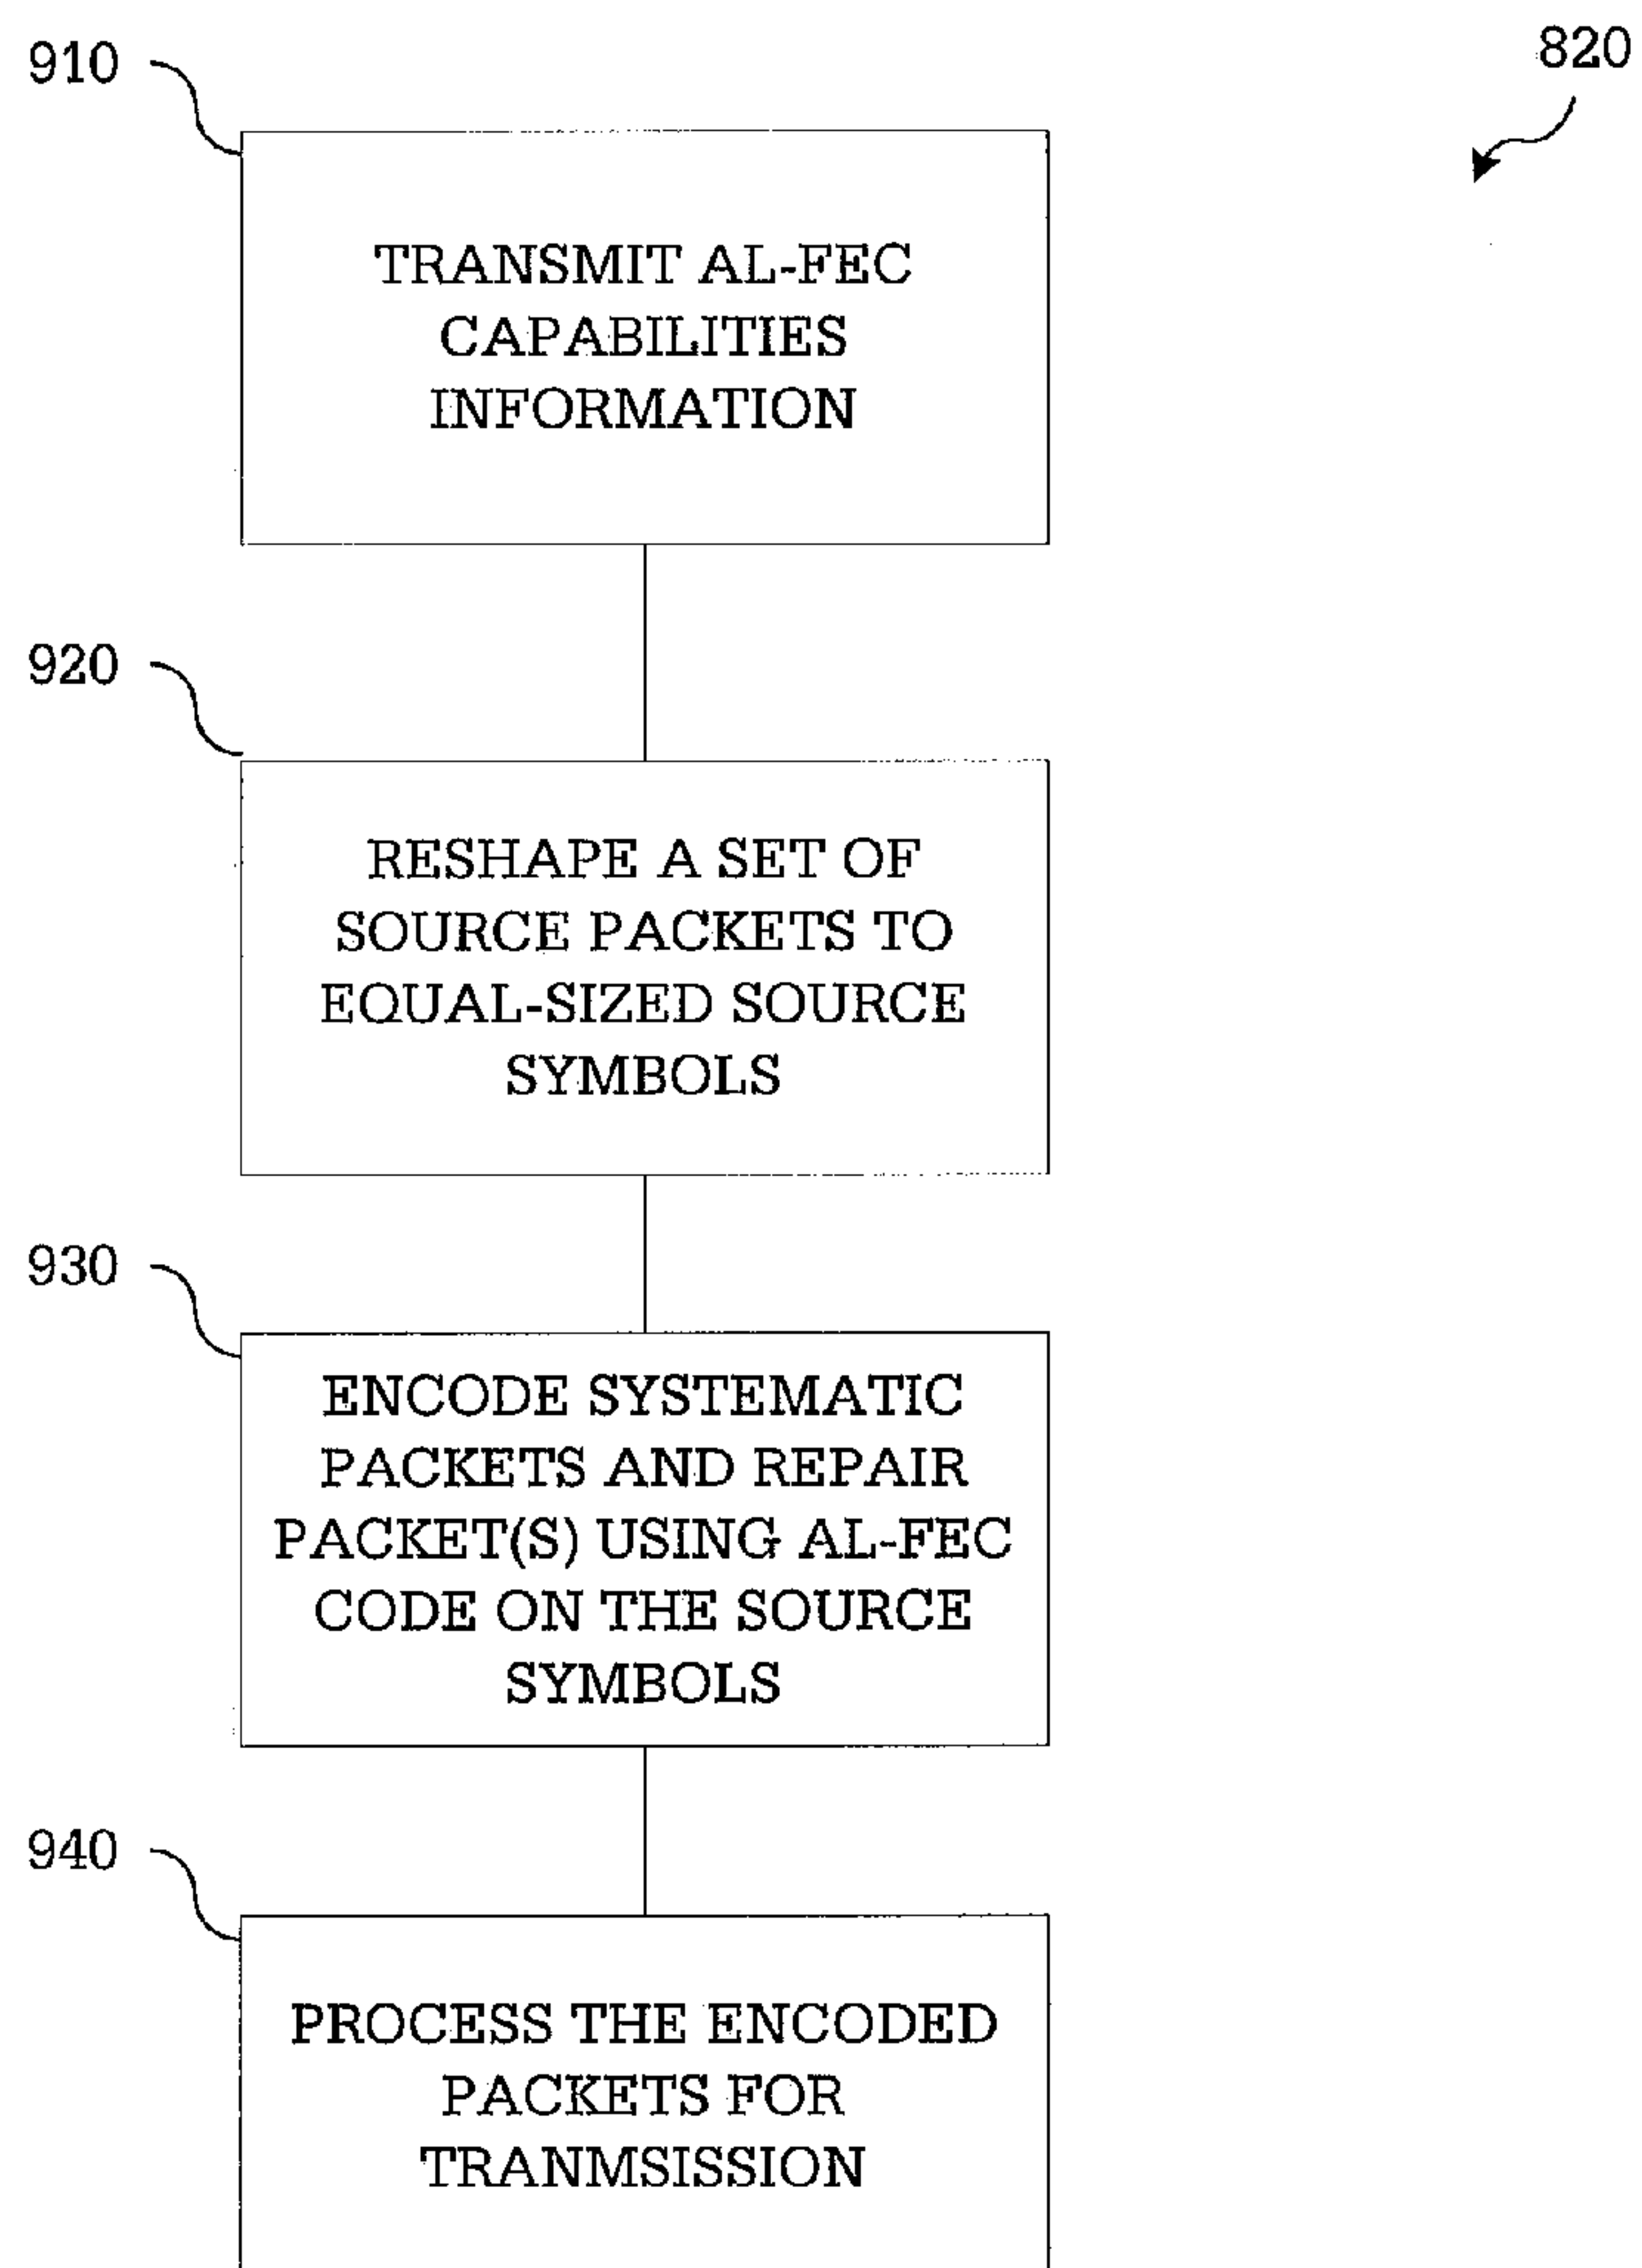 910
820
TRANSMIT AL-FEC
CAPABILITIES
INFORMATION
920
RESHAPE A SET OF
SOURCE PACKETS TO
EQUAL-SIZED SOURCE
SYMBOLS
930
ENCODE SYSTEMATIC
PACKETS AND REPAIR
PACKET(S) USING AL-FEC
CODE ON THE SOURCE
SYMBOLS
940
PROCESS THE ENCODED
PACKETS FOR
TRANMSISSION